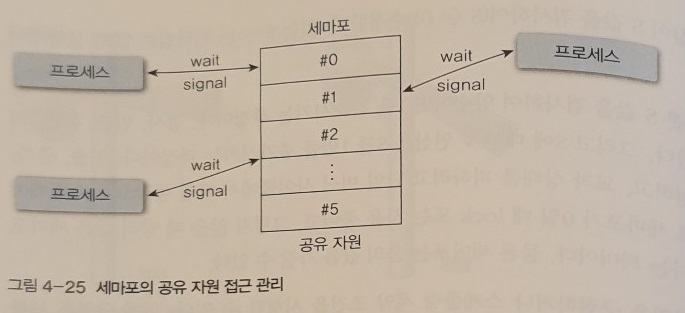 세마포
프로세스
wait
signal
#0
wait
signal
프로세스
#1
#2
프로세스
wait
signal
⋮
#5
공유 자원
그림 4-25 세마포의 공유 자원 접근 관리